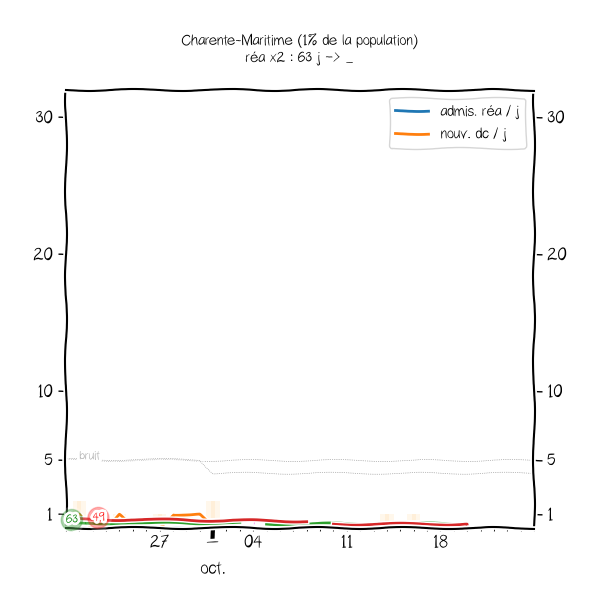 Charente-Maritime (1% de la population)
réa x2 : 63 j -> _
admis. réa / j
nouv. dc / j
30
30
20
20
10
10
5
bruit
5
1
63
49
1
27
04
11
18
oct.